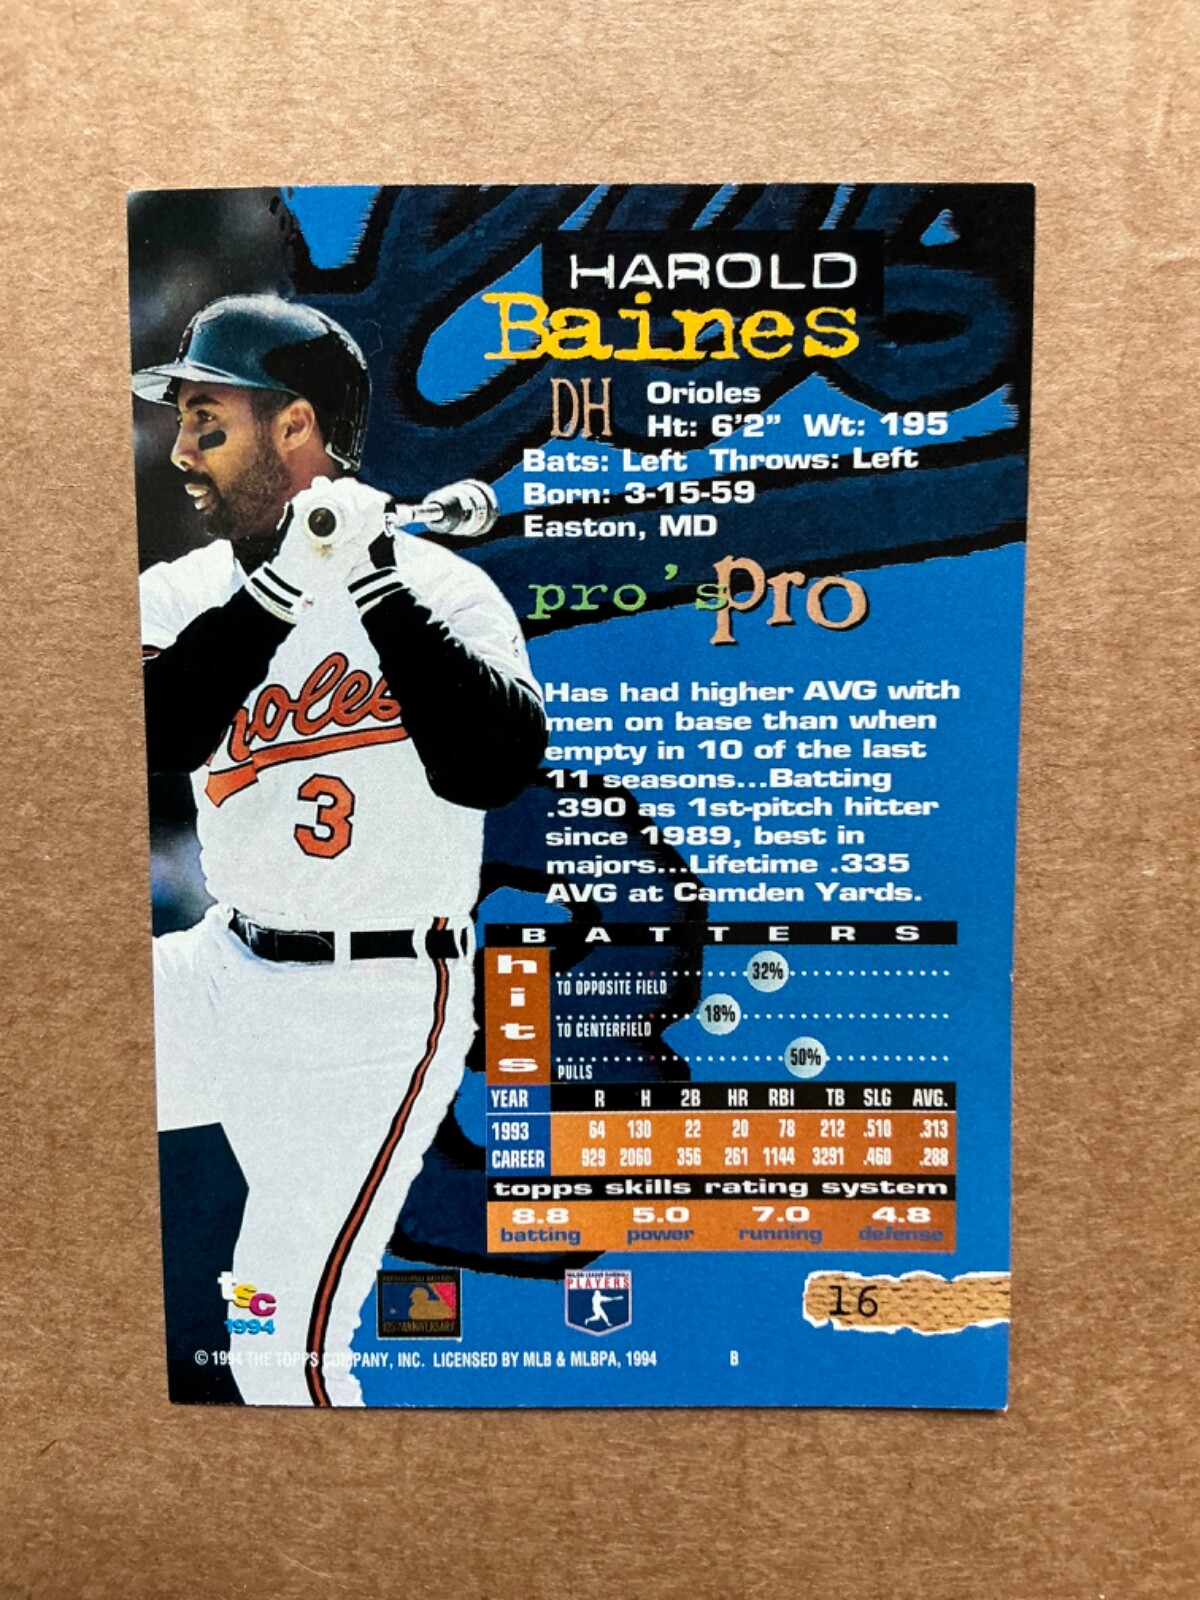 HAROLD
Baines
DH
Orioles
Ht: 6'2" Wt: 195
Bats: Left Throws: Left
Born: 3-15-59
Easton, MD
pro's pro
Has had higher AVG with
men on base than when
empty in 10 of the last
11 seasons...Batting
.390 as 1st-pitch hitter
since 1989, best in
majors...Lifetime .335
AVG at Camden Yards.
Orioles
3
BATTERS
hits
TO OPPOSITE FIELD 32%
TO CENTERFIELD 18%
PULLS 50%
YEAR R H 2B HR RBI TB SLG AVG.
1993 64 130 22 20 78 212 .510 .313
CAREER 929 2060 356 261 1144 3291 .460 .288
topps skills rating system
8.8 5.0 7.0 4.8
batting power running defense
tsc
1994
125TH ANNIVERSARY
MAJOR LEAGUE BASEBALL
PLAYERS
16
© 1994 THE TOPPS COMPANY, INC. LICENSED BY MLB & MLBPA, 1994 B